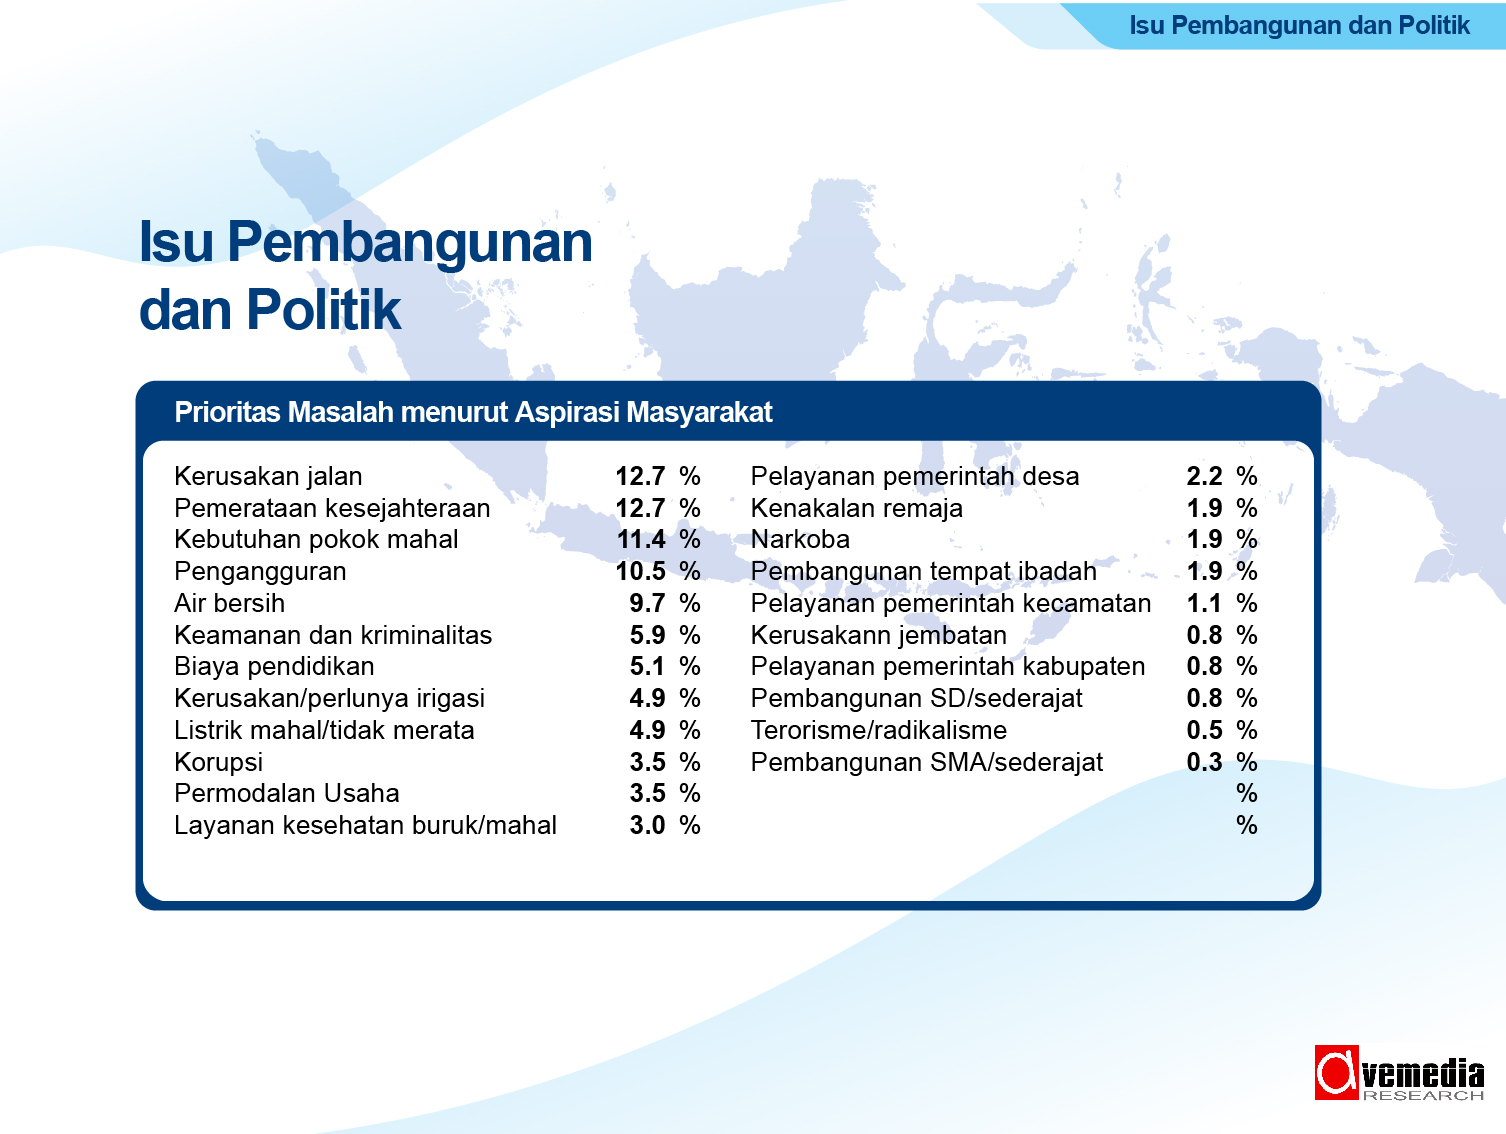 Isu Pembangunan dan Politik
Isu Pembangunan
dan Politik
Prioritas Masalah menurut Aspirasi Masyarakat
Kerusakan jalan 12.7 %
Pemerataan kesejahteraan 12.7 %
Kebutuhan pokok mahal 11.4 %
Pengangguran 10.5 %
Air bersih 9.7 %
Keamanan dan kriminalitas 5.9 %
Biaya pendidikan 5.1 %
Kerusakan/perlunya irigasi 4.9 %
Listrik mahal/tidak merata 4.9 %
Korupsi 3.5 %
Permodalan Usaha 3.5 %
Layanan kesehatan buruk/mahal 3.0 %
Pelayanan pemerintah desa 2.2 %
Kenakalan remaja 1.9 %
Narkoba 1.9 %
Pembangunan tempat ibadah 1.9 %
Pelayanan pemerintah kecamatan 1.1 %
Kerusakann jembatan 0.8 %
Pelayanan pemerintah kabupaten 0.8 %
Pembangunan SD/sederajat 0.8 %
Terorisme/radikalisme 0.5 %
Pembangunan SMA/sederajat 0.3 %
%
%
avemedia
RESEARCH